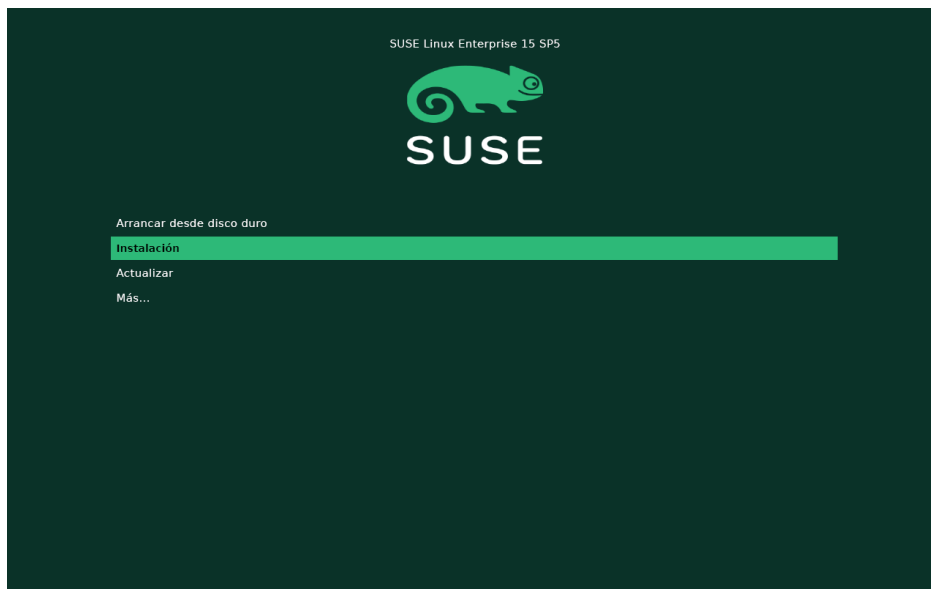 SUSE Linux Enterprise 15 SP5
SUSE
Arrancar desde disco duro
Instalación
Actualizar
Más...